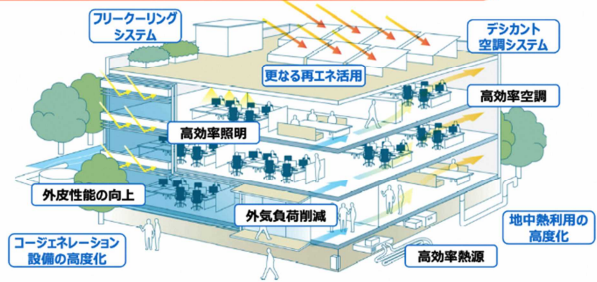 フリークーリング
システム
デシカント
空調システム
更なる再エネ活用
高効率空調
高効率照明
外皮性能の向上
外気負荷削減
地中熱利用の
高度化
コージェネレーション
設備の高度化
高効率熱源